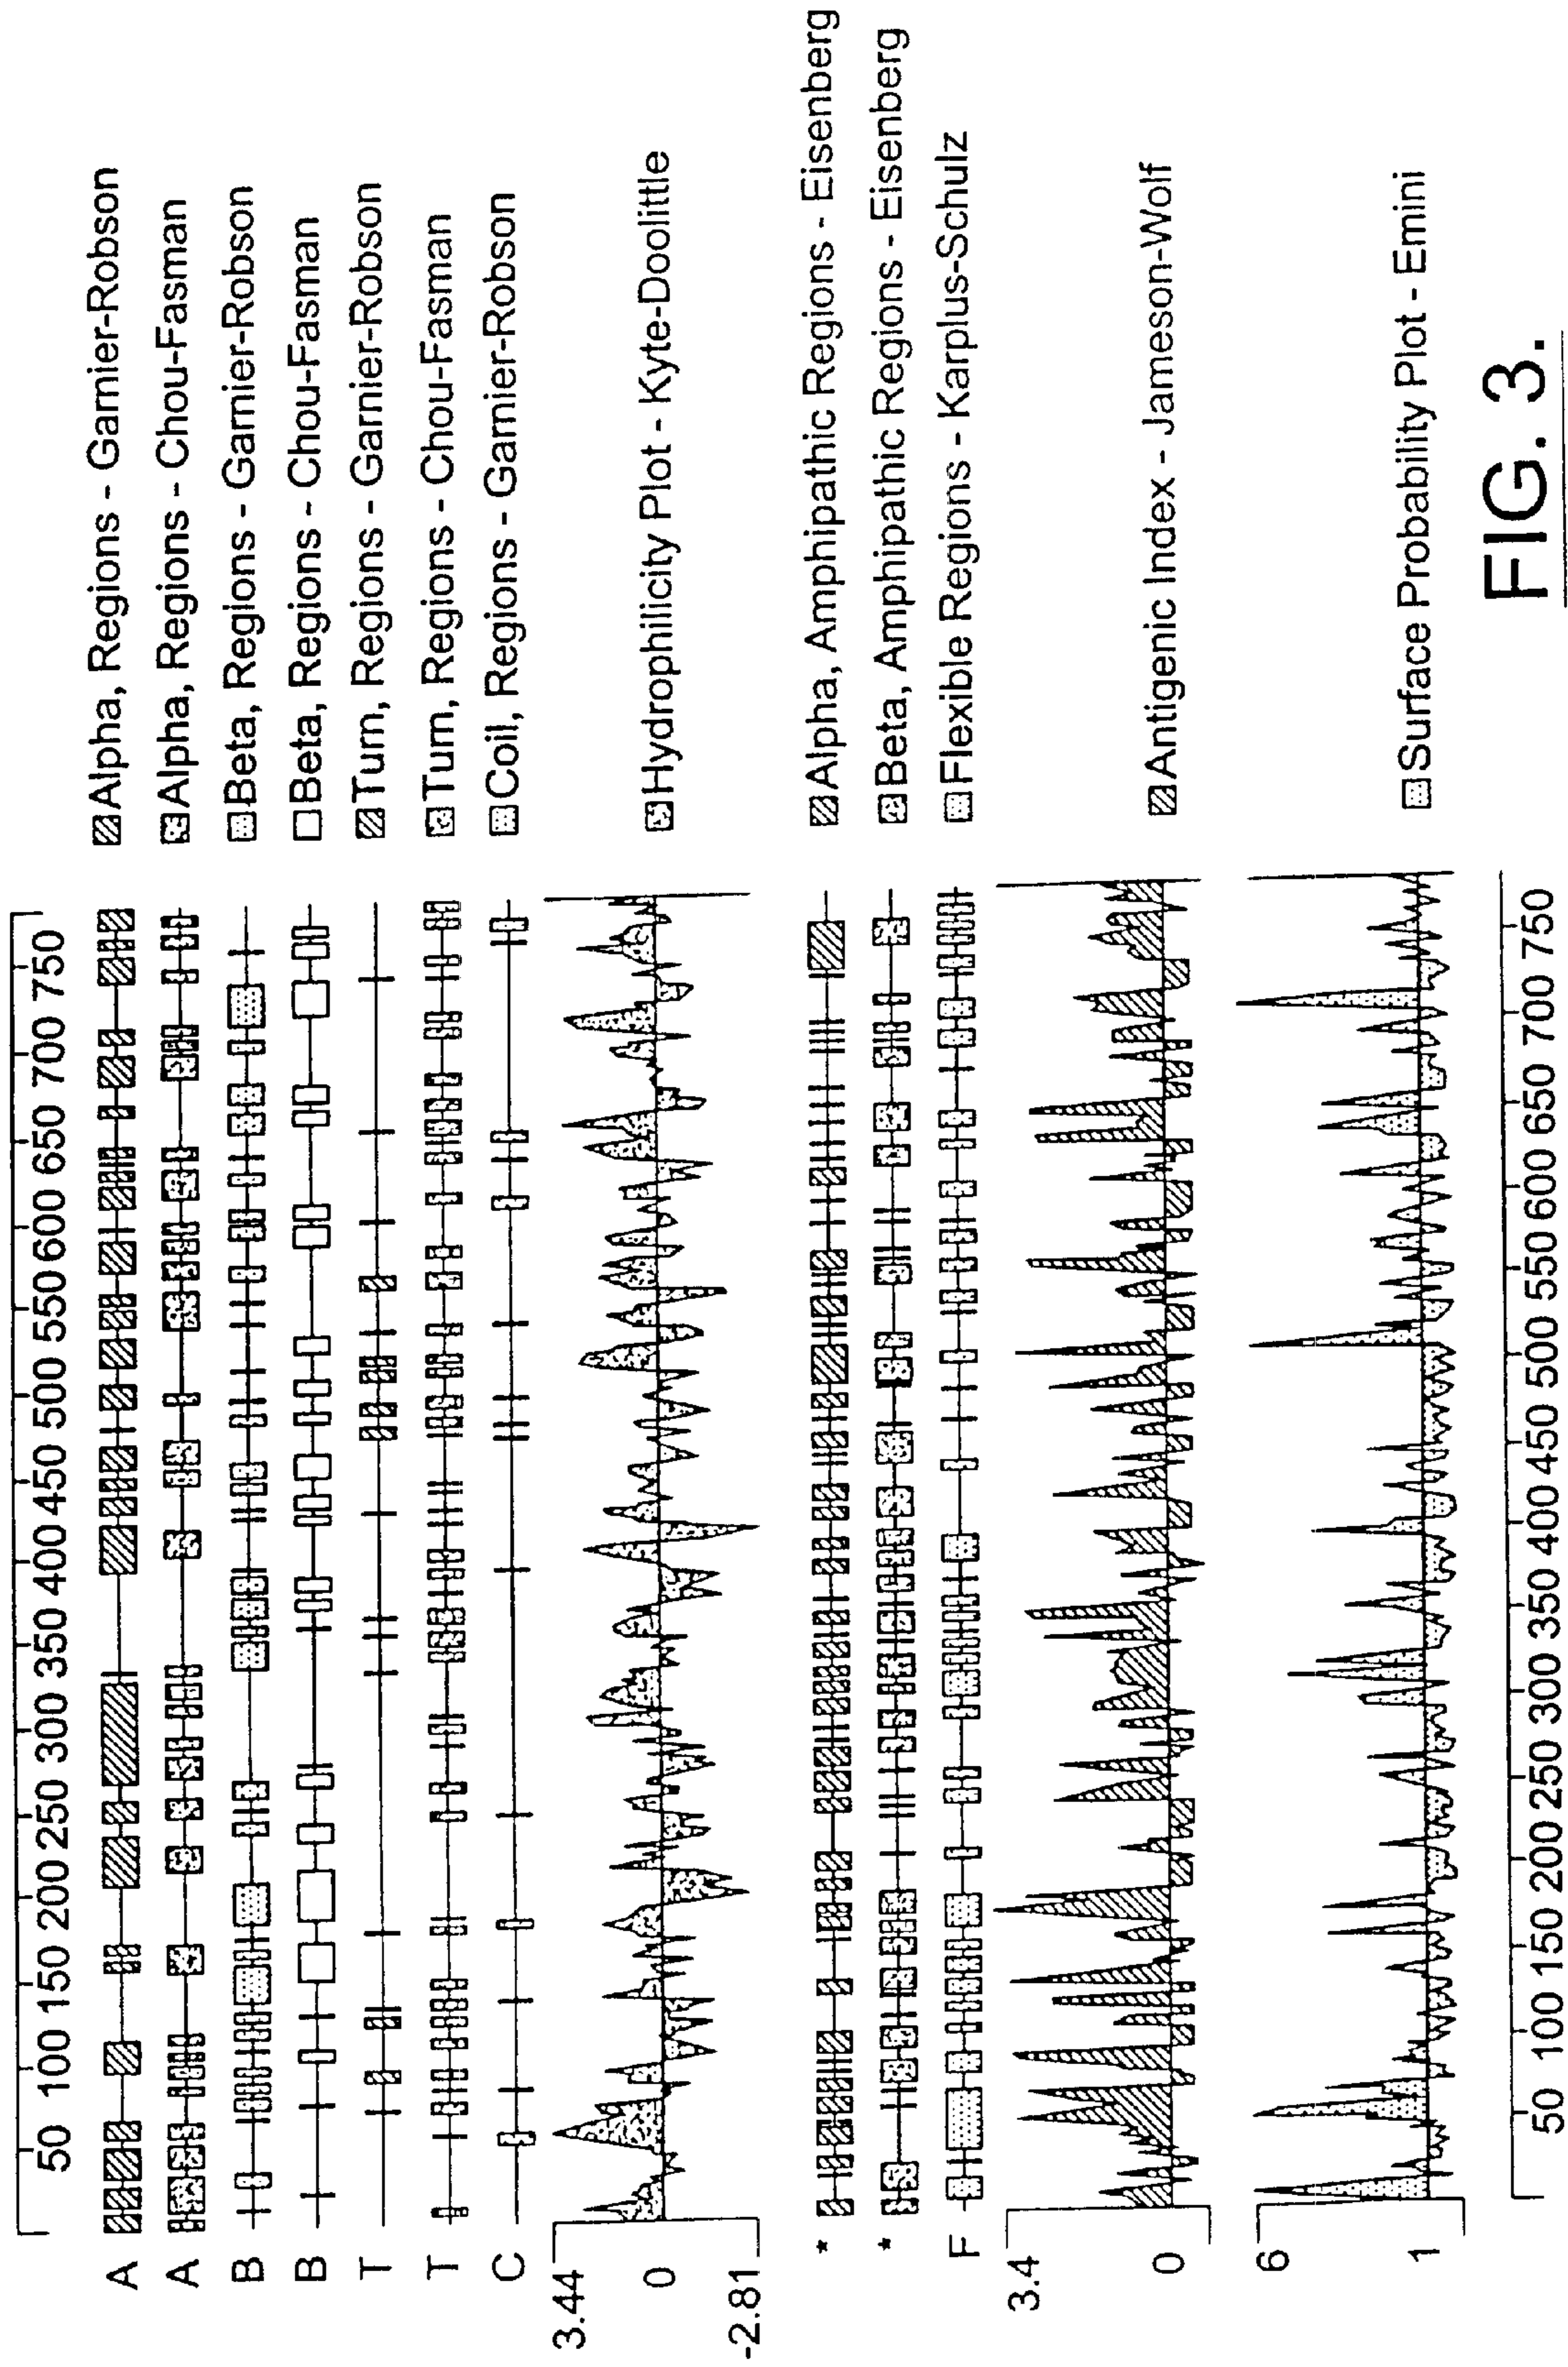 50 100 150 200 250 300 350 400 450 500 550 600 650 700 750
A Alpha, Regions - Garnier-Robson
A Alpha, Regions - Chou-Fasman
B Beta, Regions - Garnier-Robson
B Beta, Regions - Chou-Fasman
T Turn, Regions - Garnier-Robson
T Turn, Regions - Chou-Fasman
C Coil, Regions - Garnier-Robson
3.44
0 Hydrophilicity Plot - Kyte-Doolittle
-2.81
* Alpha, Amphipathic Regions - Eisenberg
* Beta, Amphipathic Regions - Eisenberg
F Flexible Regions - Karplus-Schulz
3.4
0 Antigenic Index - Jameson-Wolf
6
1 Surface Probability Plot - Emini
50 100 150 200 250 300 350 400 450 500 550 600 650 700 750
FIG. 3.